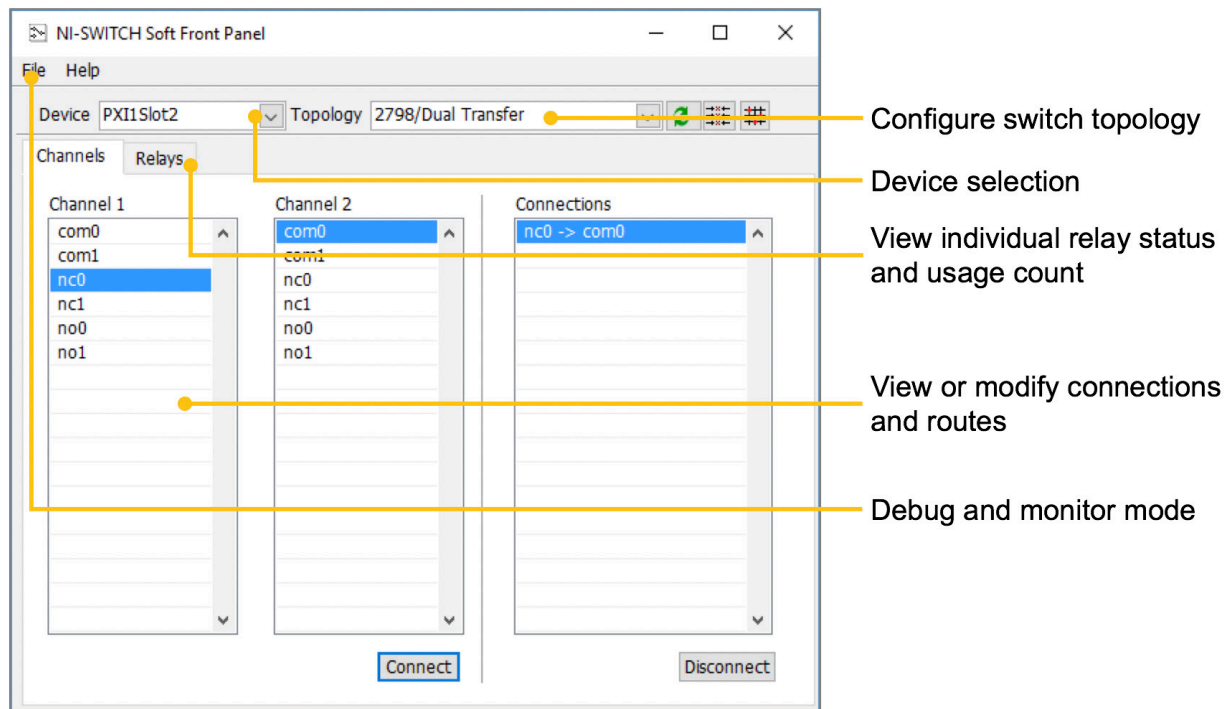 NI-SWITCH Soft Front Panel
File Help
Device PXI1Slot2 Topology 2798/Dual Transfer
Channels Relays
Channel 1
com0
com1
nc0
nc1
no0
no1
Channel 2
com0
com1
nc0
nc1
no0
no1
Connect
Connections
nc0 -> com0
Disconnect
Configure switch topology
Device selection
View individual relay status
and usage count
View or modify connections
and routes
Debug and monitor mode